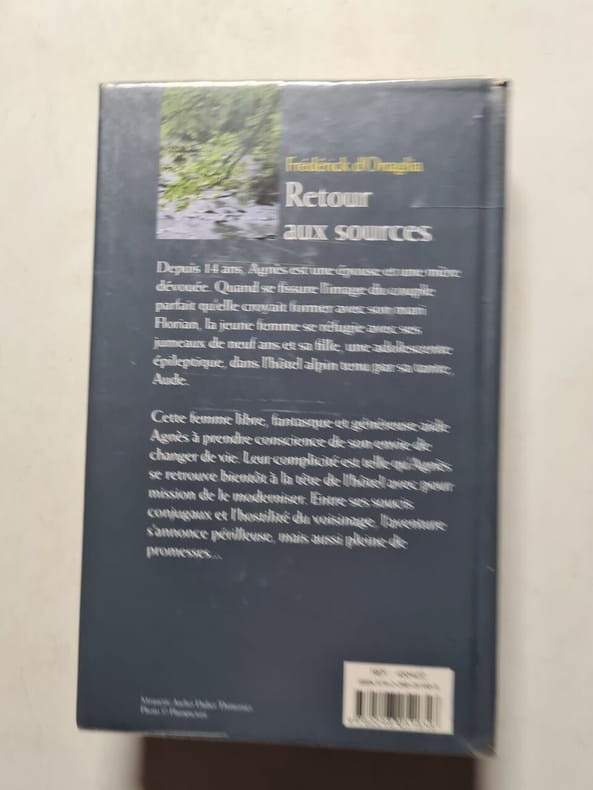 Frédérick d'Onaglia
Retour
aux sources
Depuis 14 ans, Agnès est une épouse et une mère
dévouée. Quand se fissure l'image du couple
parfait qu'elle croyait former avec son mari
Florian, la jeune femme se réfugie avec ses
jumeaux de neuf ans et sa fille, une adolescente
épileptique, dans l'hôtel alpin tenu par sa tante,
Aude.
Cette femme libre, fantasque et généreuse aide
Agnès à prendre conscience de son envie de
changer de vie. Leur complicité est telle qu'Agnès
se retrouve bientôt à la tête de l'hôtel avec pour
mission de le moderniser. Entre ses soucis
conjugaux et l'hostilité du voisinage, l'aventure
s'annonce périlleuse, mais aussi pleine de
promesses...
Maquette, Atelier Didier Thimonier
Photo ©